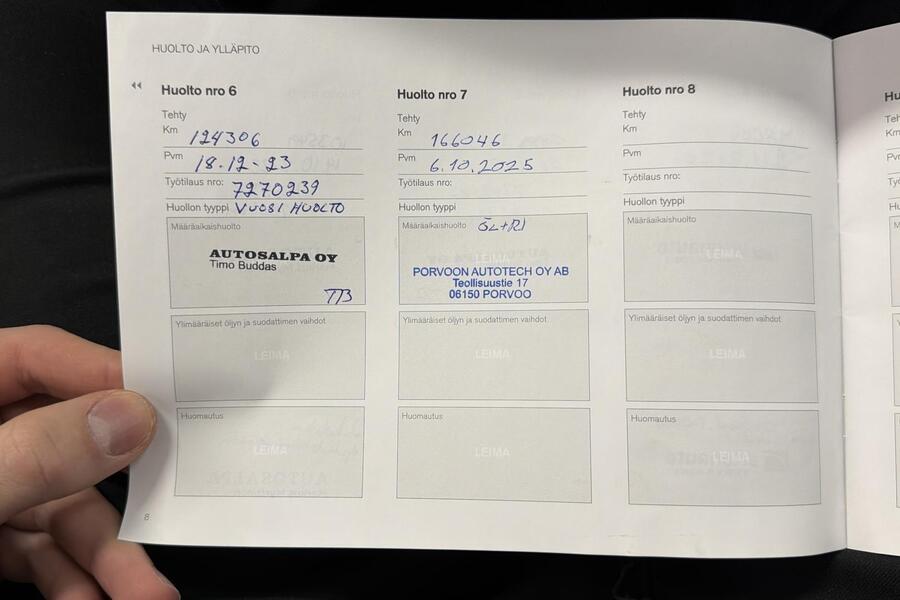 HUOLTO JA YLLÄPITO
Huolto nro 6
Tehty
Km 124306
Pvm 18.12-23
Työtilaus nro: 7270239
Huollon tyyppi VUOSI HUOLTO
Määräaikaishuolto
AUTOSALPA OY
Timo Buddas
TTB
Ylimääräiset öljyn ja suodattimen vaihdot
LEIMA
Huomautus
LEIMA
8
Huolto nro 7
Tehty
Km 166046
Pvm 6.10.2025
Työtilaus nro:
Huollon tyyppi
Määräaikaishuolto ÖL+RI
LEIMA
PORVOON AUTOTECH OY AB
Teollisuustie 17
06150 PORVOO
Ylimääräiset öljyn ja suodattimen vaihdot
LEIMA
Huomautus
LEIMA
Huolto nro 8
Tehty
Km
Pvm
Työtilaus nro:
Huollon tyyppi
Määräaikaishuolto
LEIMA
Ylimääräiset öljyn ja suodattimen vaihdot
LEIMA
Huomautus
LEIMA